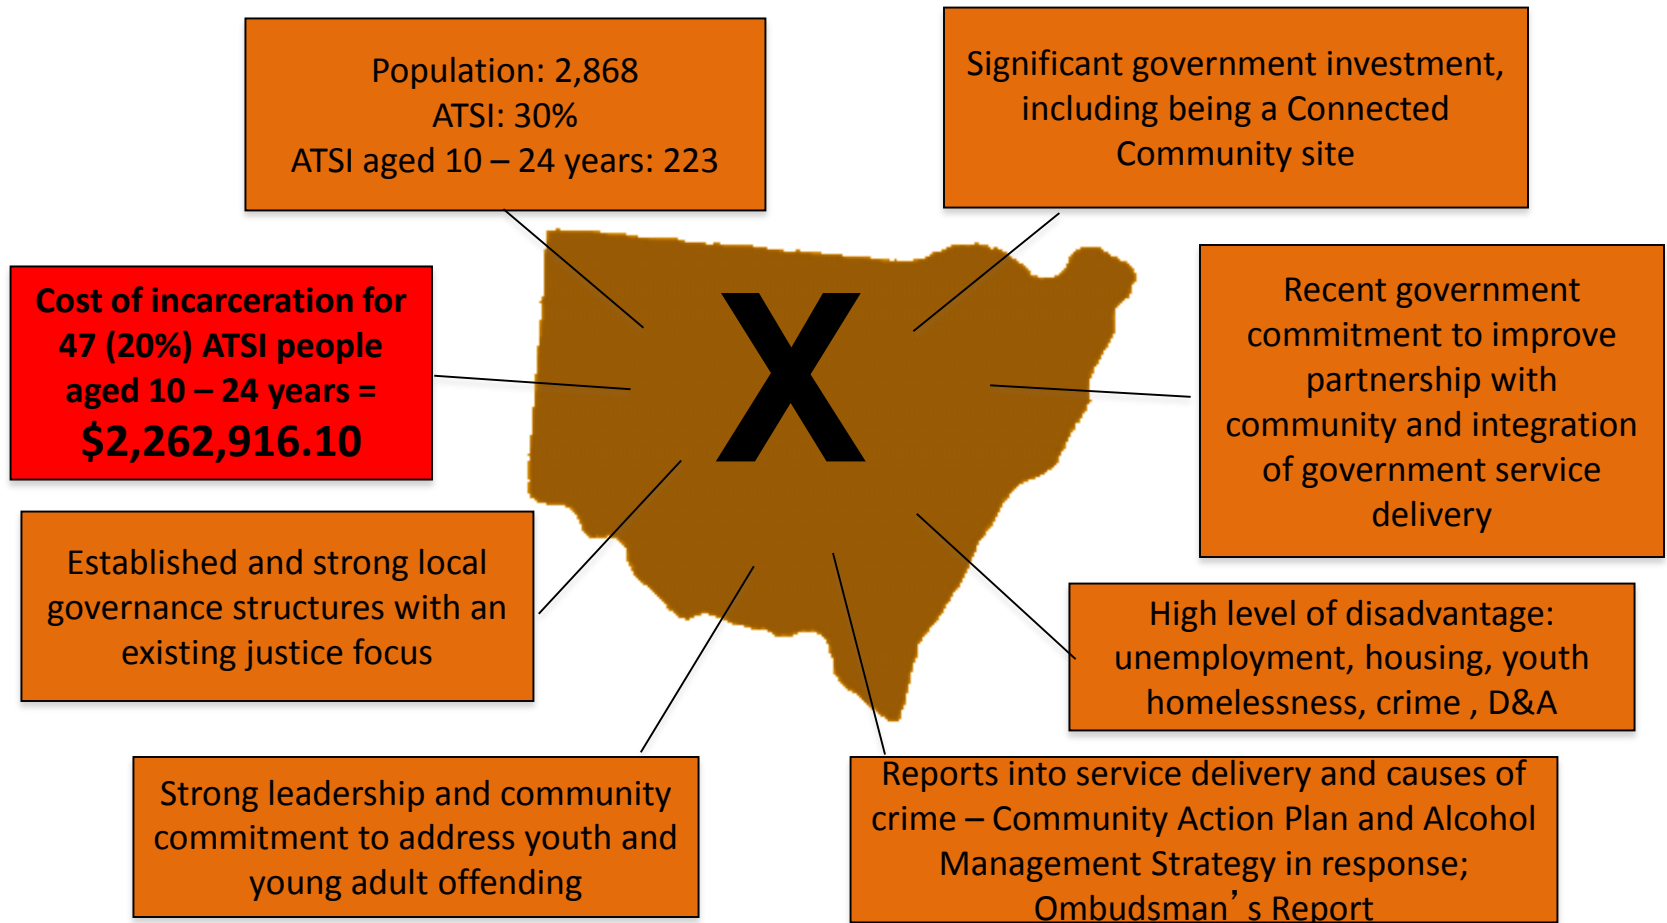 Population: 2,868
ATSI: 30%
ATSI aged 10 – 24 years: 223
Significant government investment,
including being a Connected
Community site
Cost of incarceration for
47 (20%) ATSI people
aged 10 – 24 years =
$2,262,916.10
X
Recent government
commitment to improve
partnership with
community and integration
of government service
delivery
Established and strong local
governance structures with an
existing justice focus
High level of disadvantage:
unemployment, housing, youth
homelessness, crime , D&A
Strong leadership and community
commitment to address youth and
young adult offending
Reports into service delivery and causes of
crime – Community Action Plan and Alcohol
Management Strategy in response;
Ombudsman’ s Report